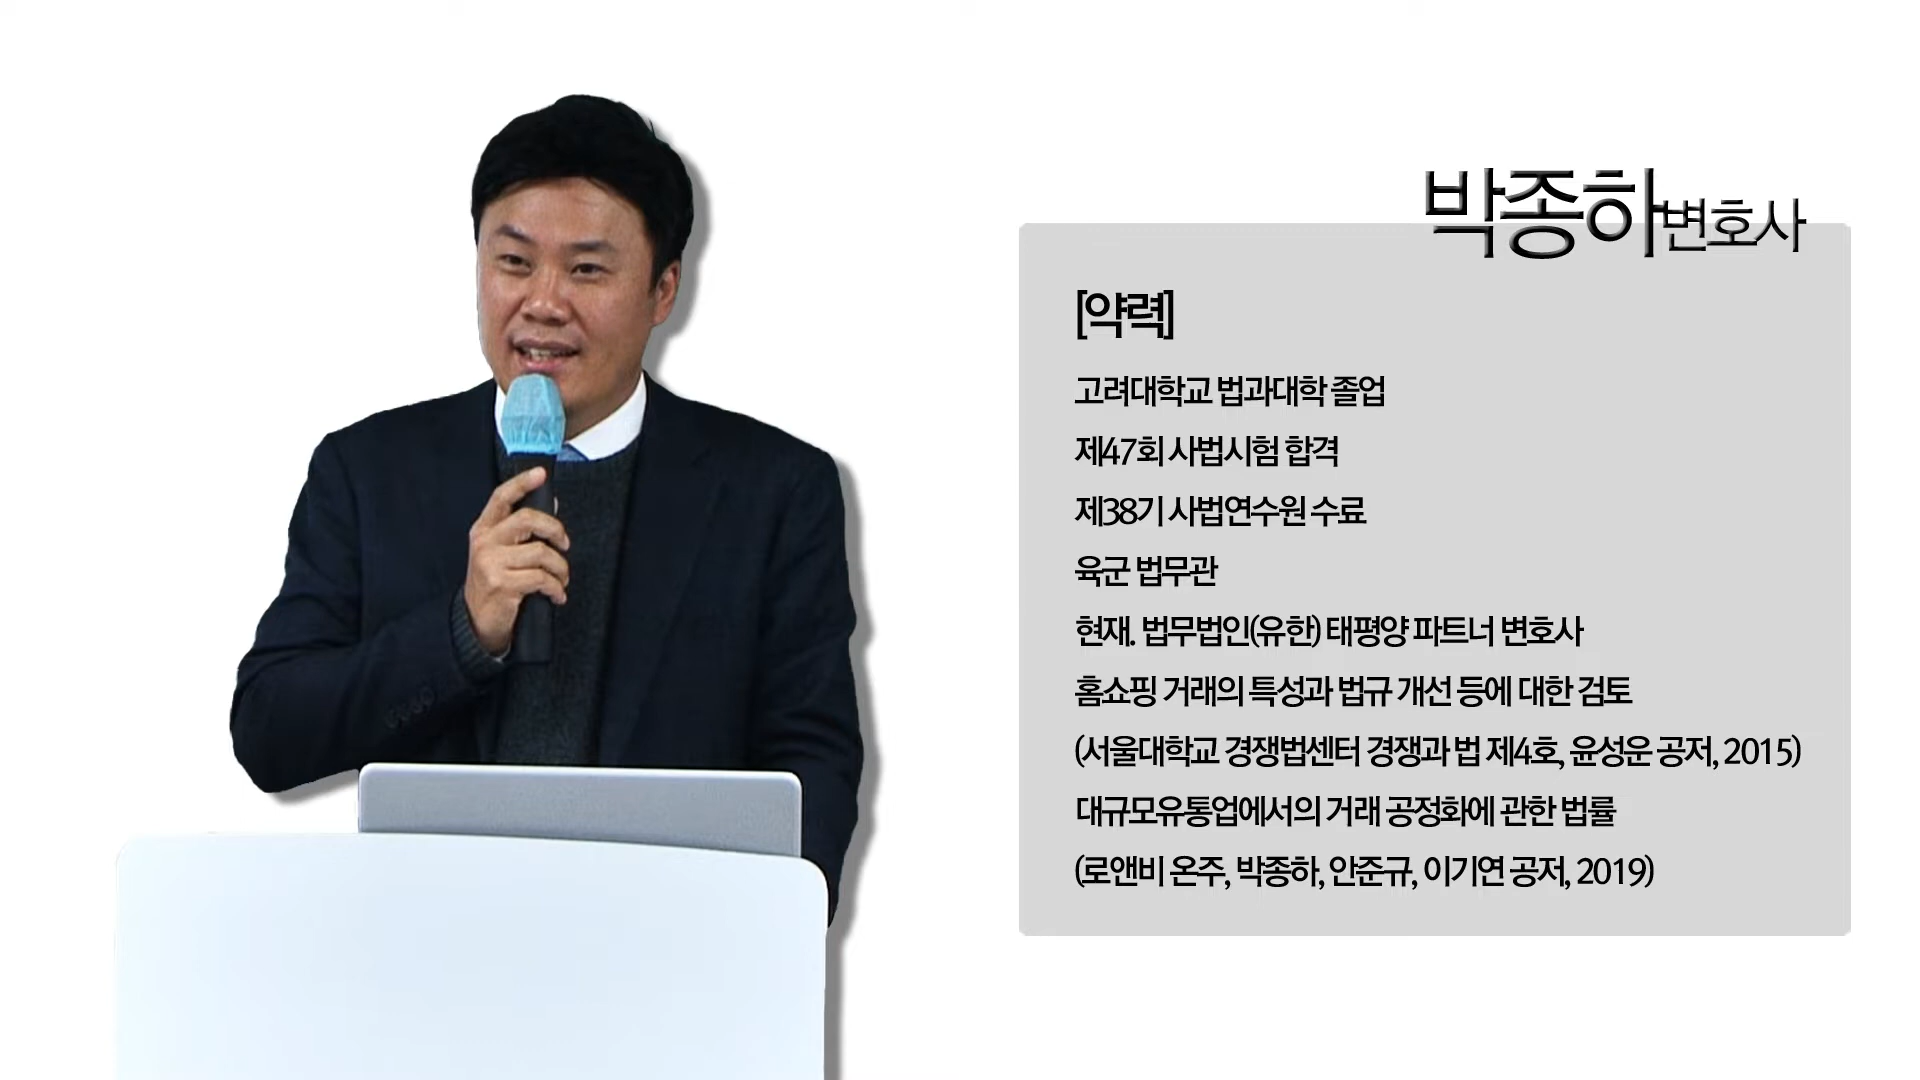 박종하변호사
[약력]
고려대학교 법과대학 졸업
제47회 사법시험 합격
제38기 사법연수원 수료
육군 법무관
현재. 법무법인(유한) 태평양 파트너 변호사
홈쇼핑 거래의 특성과 법규 개선 등에 대한 검토
(서울대학교 경쟁법센터 경쟁과 법 제4호, 윤성운 공저, 2015)
대규모유통업에서의 거래 공정화에 관한 법률
(로앤비 온주, 박종하, 안준규, 이기연 공저, 2019)